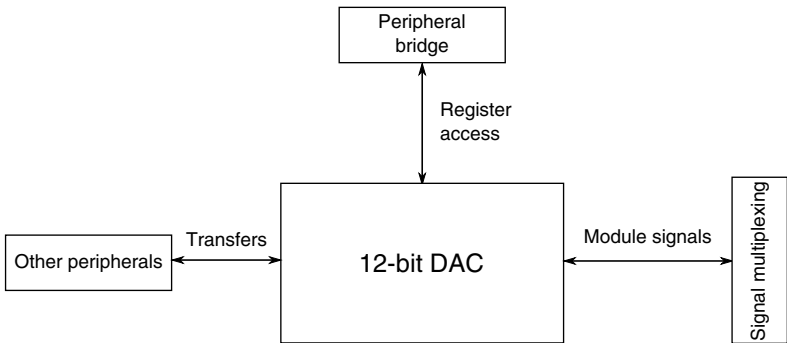 Peripheral
bridge
Register
access
Other peripherals
Transfers
12-bit DAC
Module signals
Signal multiplexing